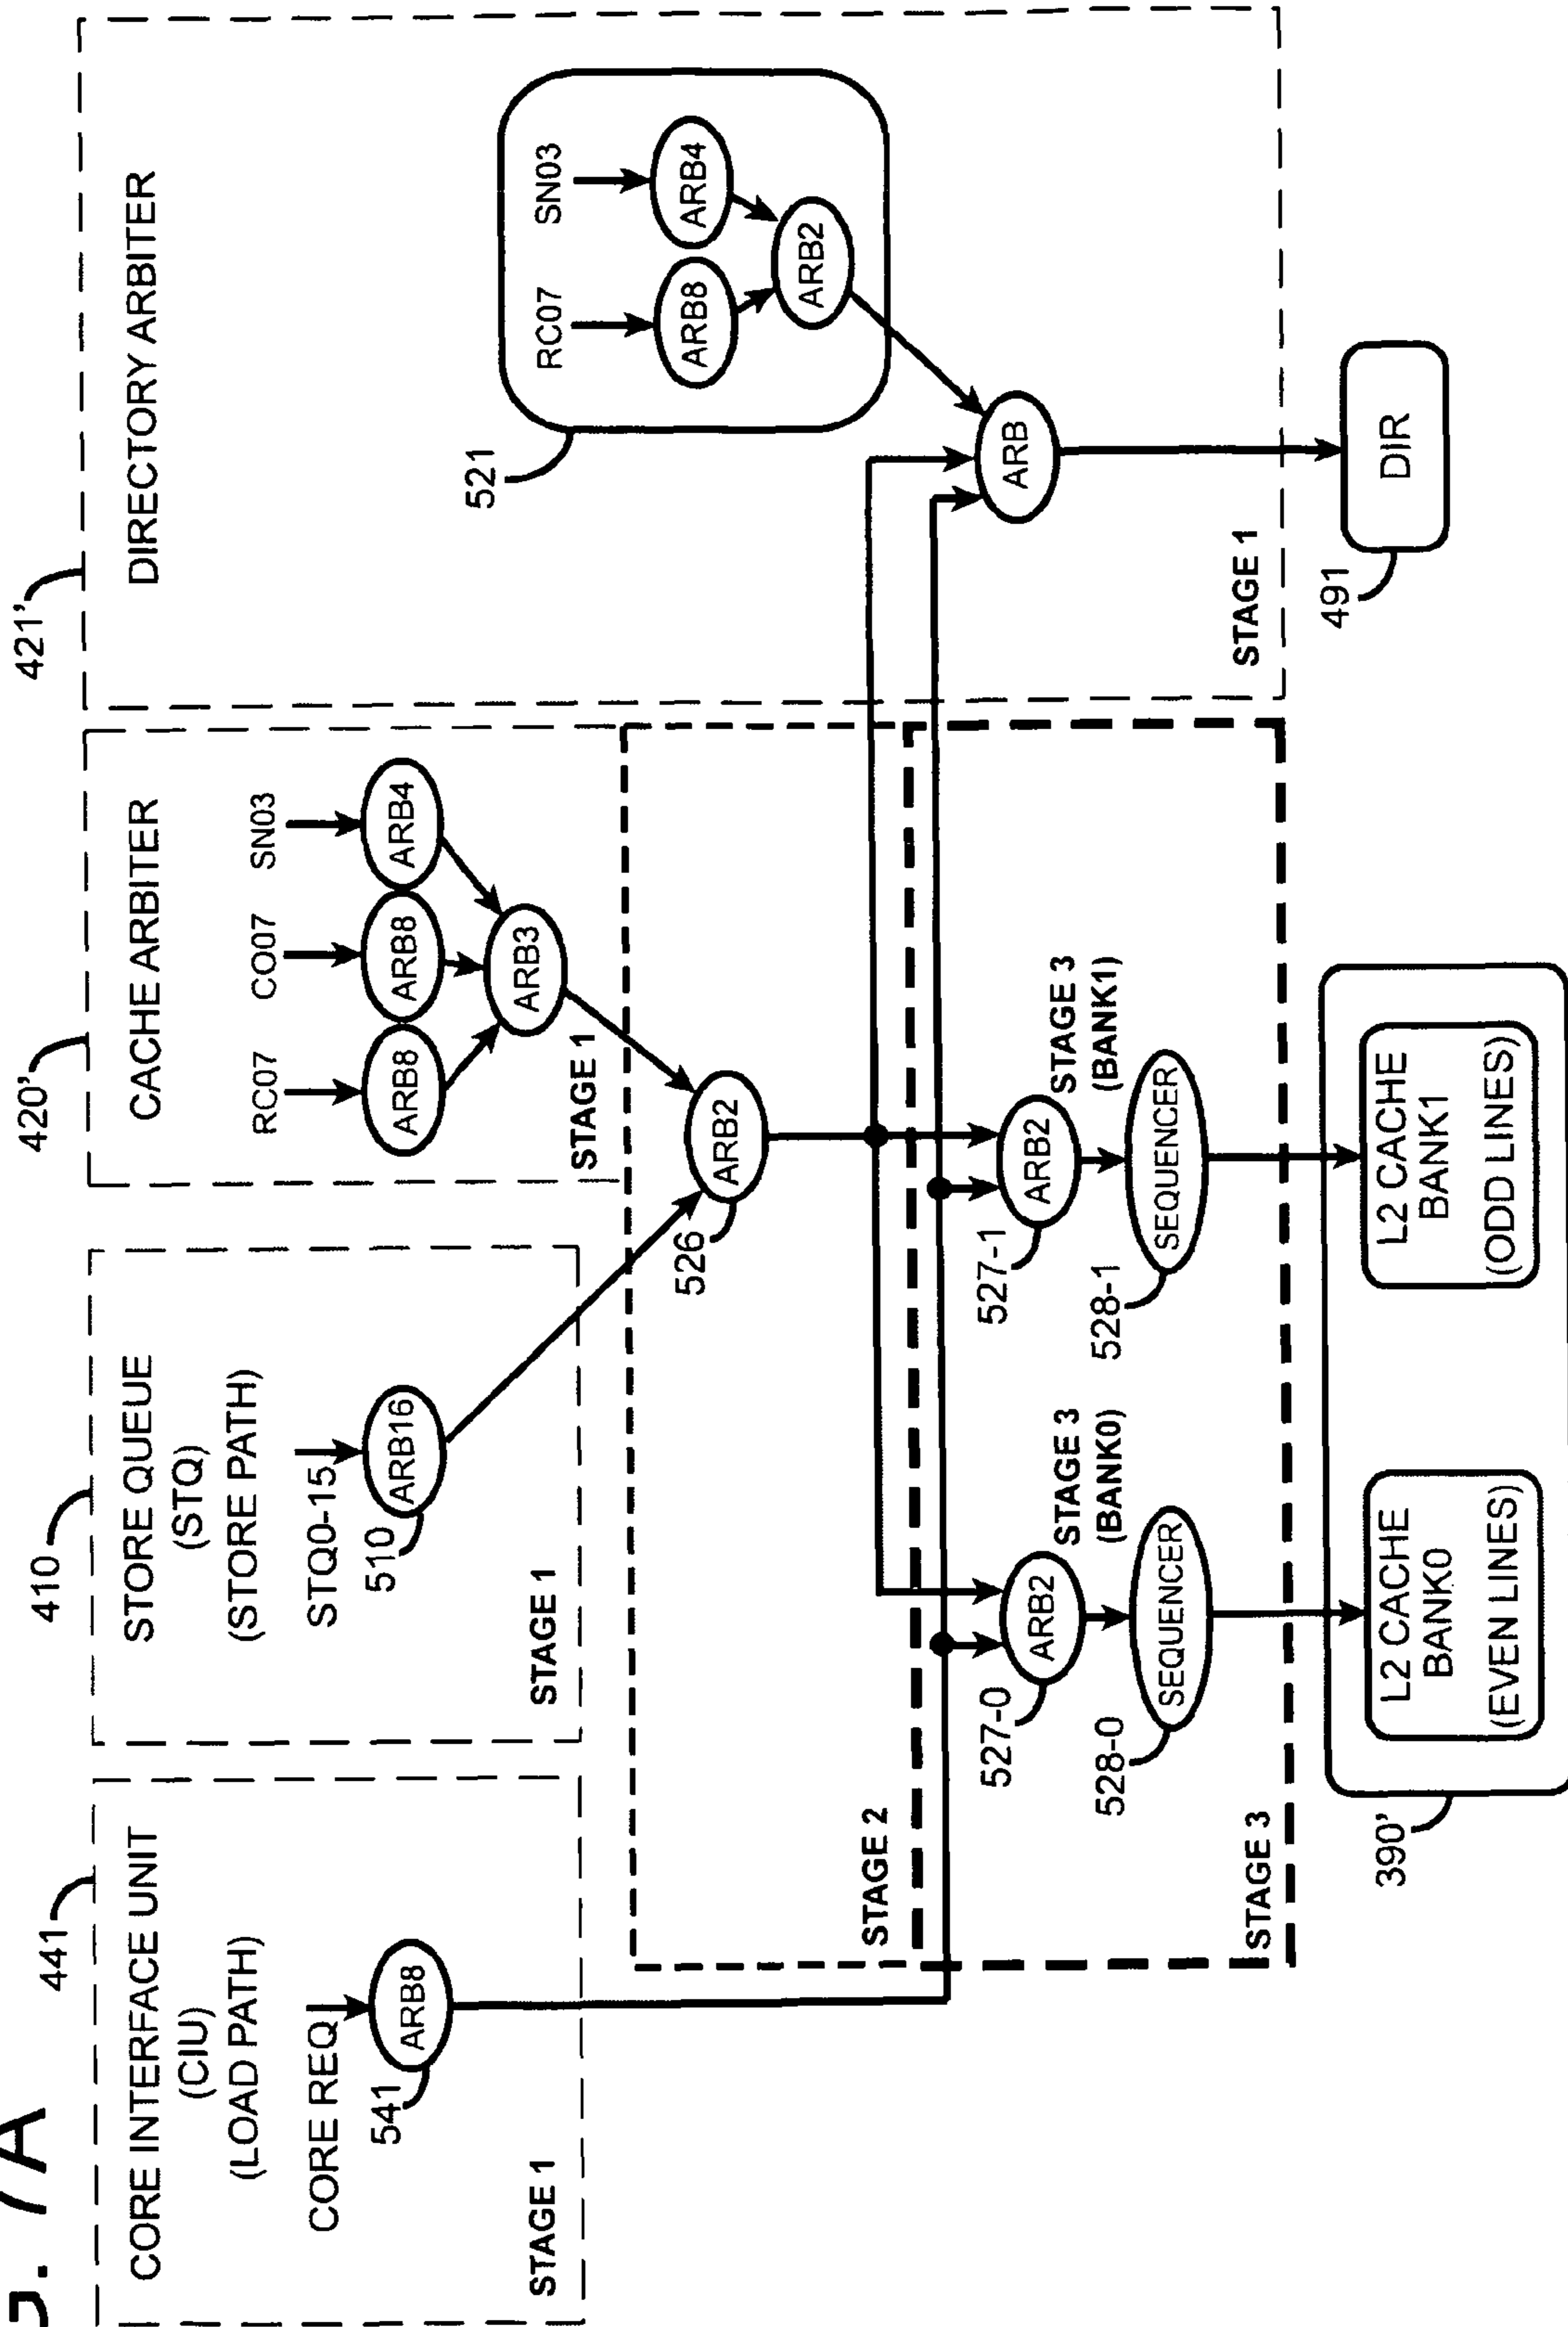 G. 7A
441
CORE INTERFACE UNIT
(CIU)
(LOAD PATH)
CORE REQ
ARB8
541
STAGE 1
410
STORE QUEUE
(STQ)
(STORE PATH)
STQ0-15
ARB16
510
STAGE 1
420'
CACHE ARBITER
RC07
CO07
SN03
ARB8
ARB8
ARB4
ARB3
STAGE 1
421'
DIRECTORY ARBITER
521
RC07
SN03
ARB8
ARB4
ARB2
ARB
STAGE 1
DIR
491
ARB2
526
STAGE 2
527-0
ARB2
STAGE 3
(BANK0)
528-0
SEQUENCER
527-1
ARB2
STAGE 3
(BANK1)
528-1
SEQUENCER
STAGE 3
390'
L2 CACHE
BANK0
(EVEN LINES)
L2 CACHE
BANK1
(ODD LINES)